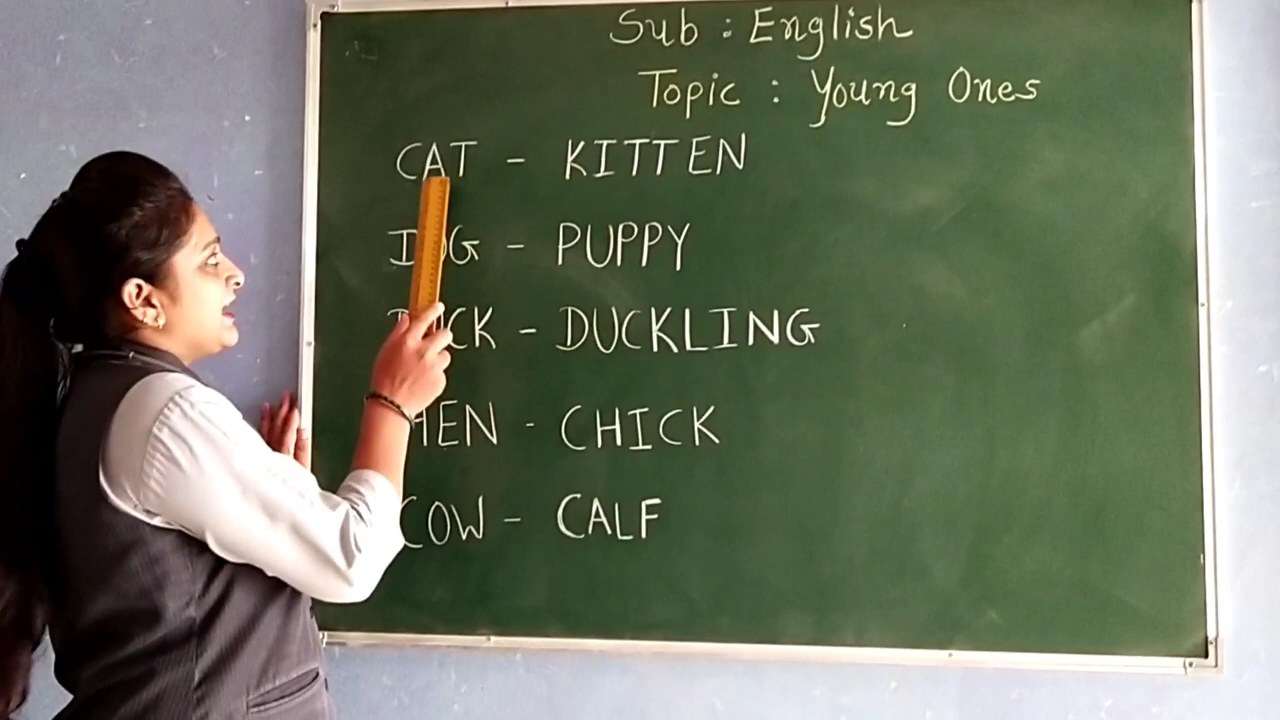 Sub : English
Topic : Young Ones
CAT - KITTEN
DOG - PUPPY
DUCK - DUCKLING
HEN - CHICK
COW - CALF